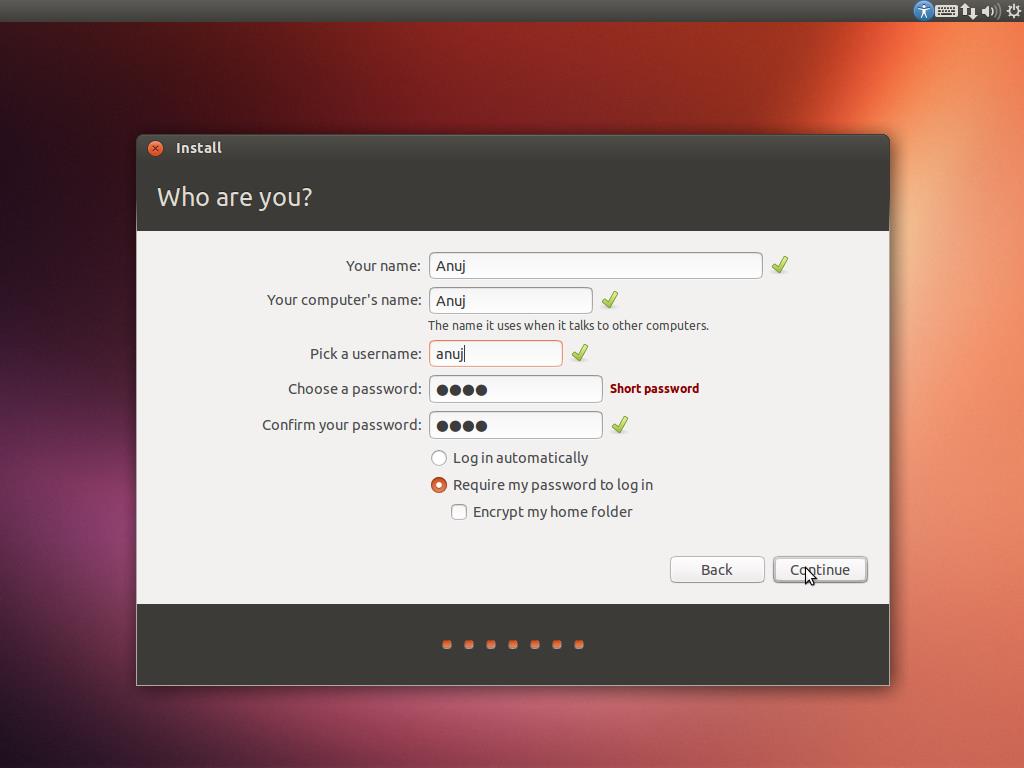 Install
Who are you?
Your name: Anuj
Your computer's name: Anuj
The name it uses when it talks to other computers.
Pick a username: anuj
Choose a password: ●●●● Short password
Confirm your password: ●●●●
Log in automatically
Require my password to log in
Encrypt my home folder
Back Continue